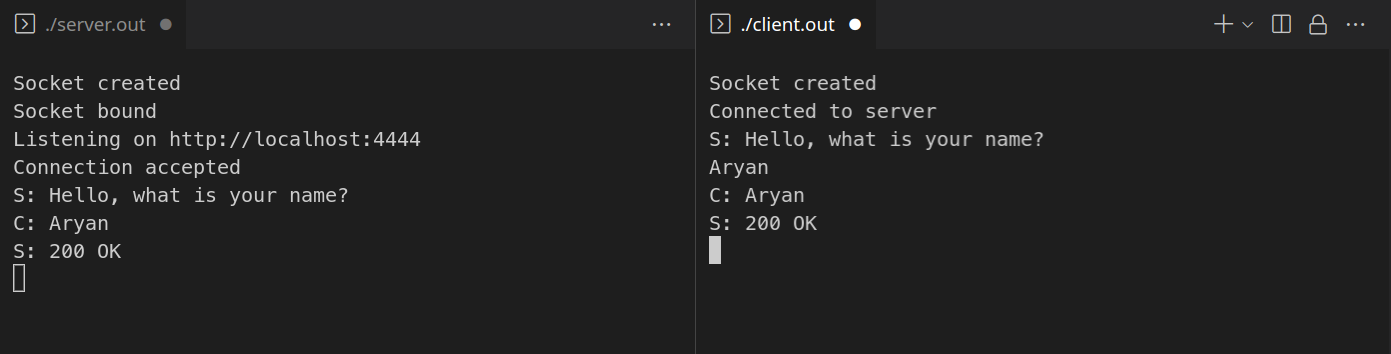 ./server.out
Socket created
Socket bound
Listening on http://localhost:4444
Connection accepted
S: Hello, what is your name?
C: Aryan
S: 200 OK
./client.out
Socket created
Connected to server
S: Hello, what is your name?
Aryan
C: Aryan
S: 200 OK